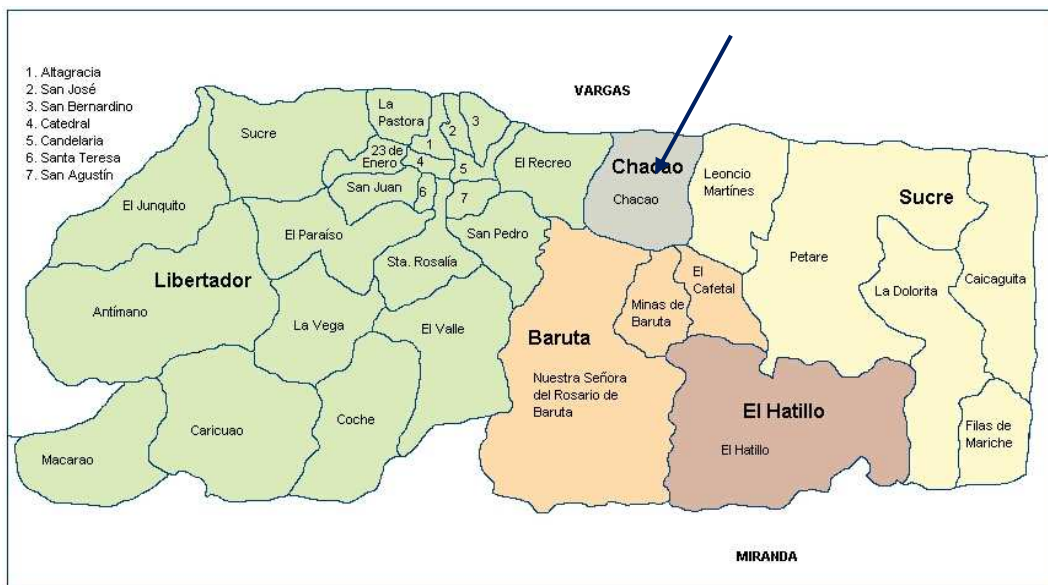 1. Altagracia
2. San José
3. San Bernardino
4. Catedral
5. Candelaria
6. Santa Teresa
7. San Agustín
VARGAS
La
Pastora
Sucre
2
3
1
23 de
Enero
4
5
El Recreo
Chacao
Chacao
Leoncio
Martínes
Sucre
San Juan
6
7
El Junquito
El Paraíso
San Pedro
Sta. Rosalía
Petare
Libertador
Antímano
La Vega
El Valle
Minas de
Baruta
El
Cafetal
La Dolorita
Caicaguita
Baruta
Nuestra Señora
del Rosario de
Baruta
El Hatillo
El Hatillo
Coche
Caricuao
Macarao
Filas de
Mariche
MIRANDA